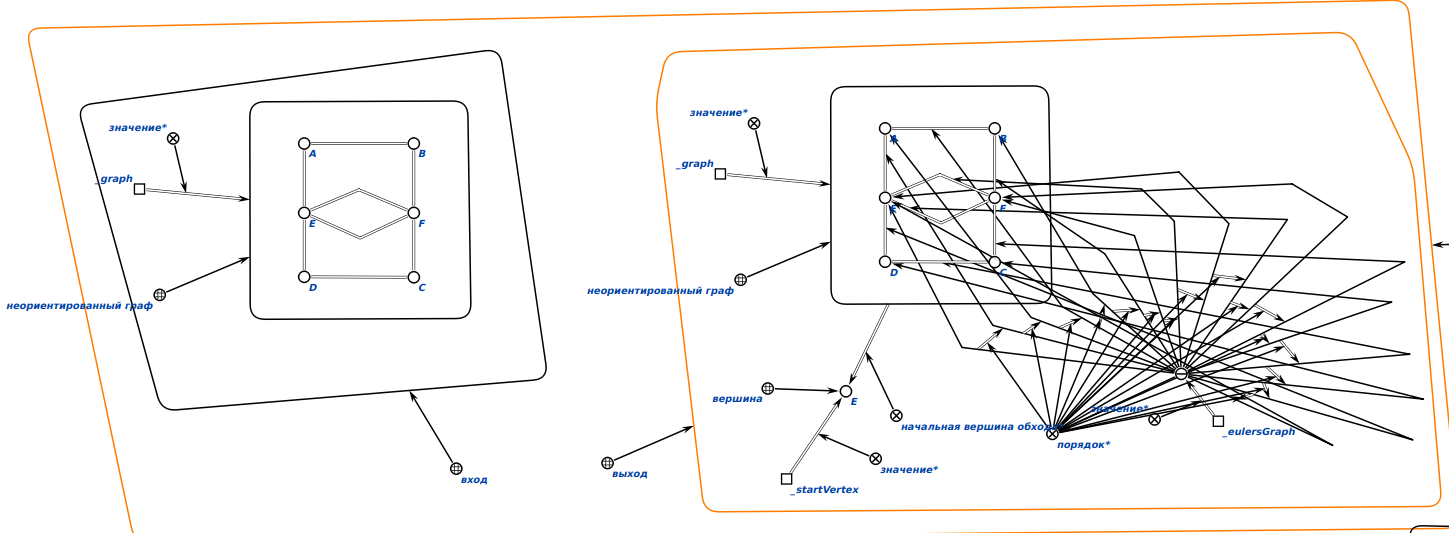 значение*
_graph
A
B
E
F
D
C
неориентированный граф
вход
значение*
_graph
A
B
E
F
D
C
неориентированный граф
вершина
E
начальная вершина обхода*
значение*
порядок*
_eulersGraph
выход
значение*
_startVertex